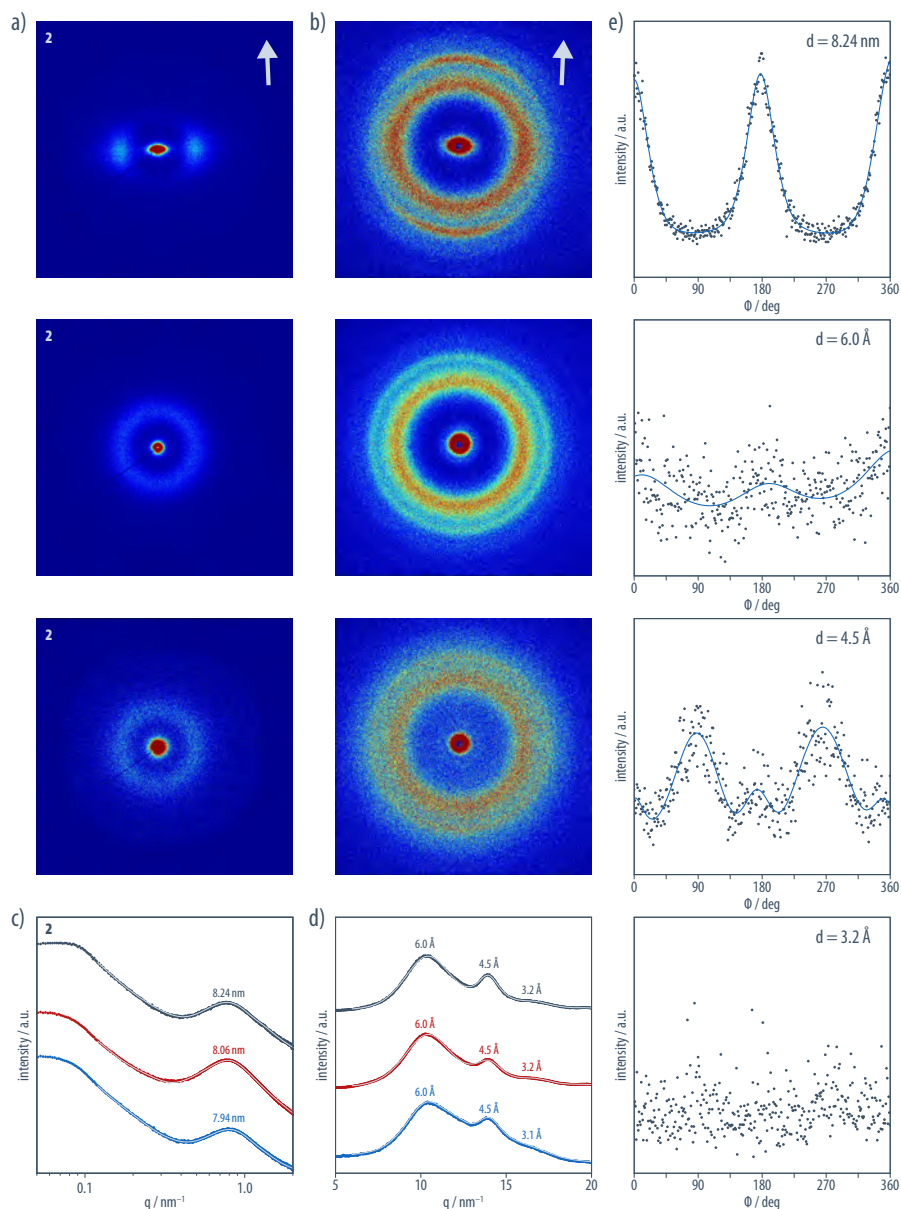 a)
2
b)
e)
d = 8.24 nm
intensity / a.u.
0
90
180
270
360
Φ / deg
2
d = 6.0 Å
intensity / a.u.
0
90
180
270
360
Φ / deg
2
d = 4.5 Å
intensity / a.u.
0
90
180
270
360
Φ / deg
c)
2
8.24 nm
8.06 nm
7.94 nm
intensity / a.u.
0.1
1.0
q / nm⁻¹
d)
6.0 Å
4.5 Å
3.2 Å
6.0 Å
4.5 Å
3.2 Å
6.0 Å
4.5 Å
3.1 Å
intensity / a.u.
5
10
15
20
q / nm⁻¹
d = 3.2 Å
intensity / a.u.
0
90
180
270
360
Φ / deg